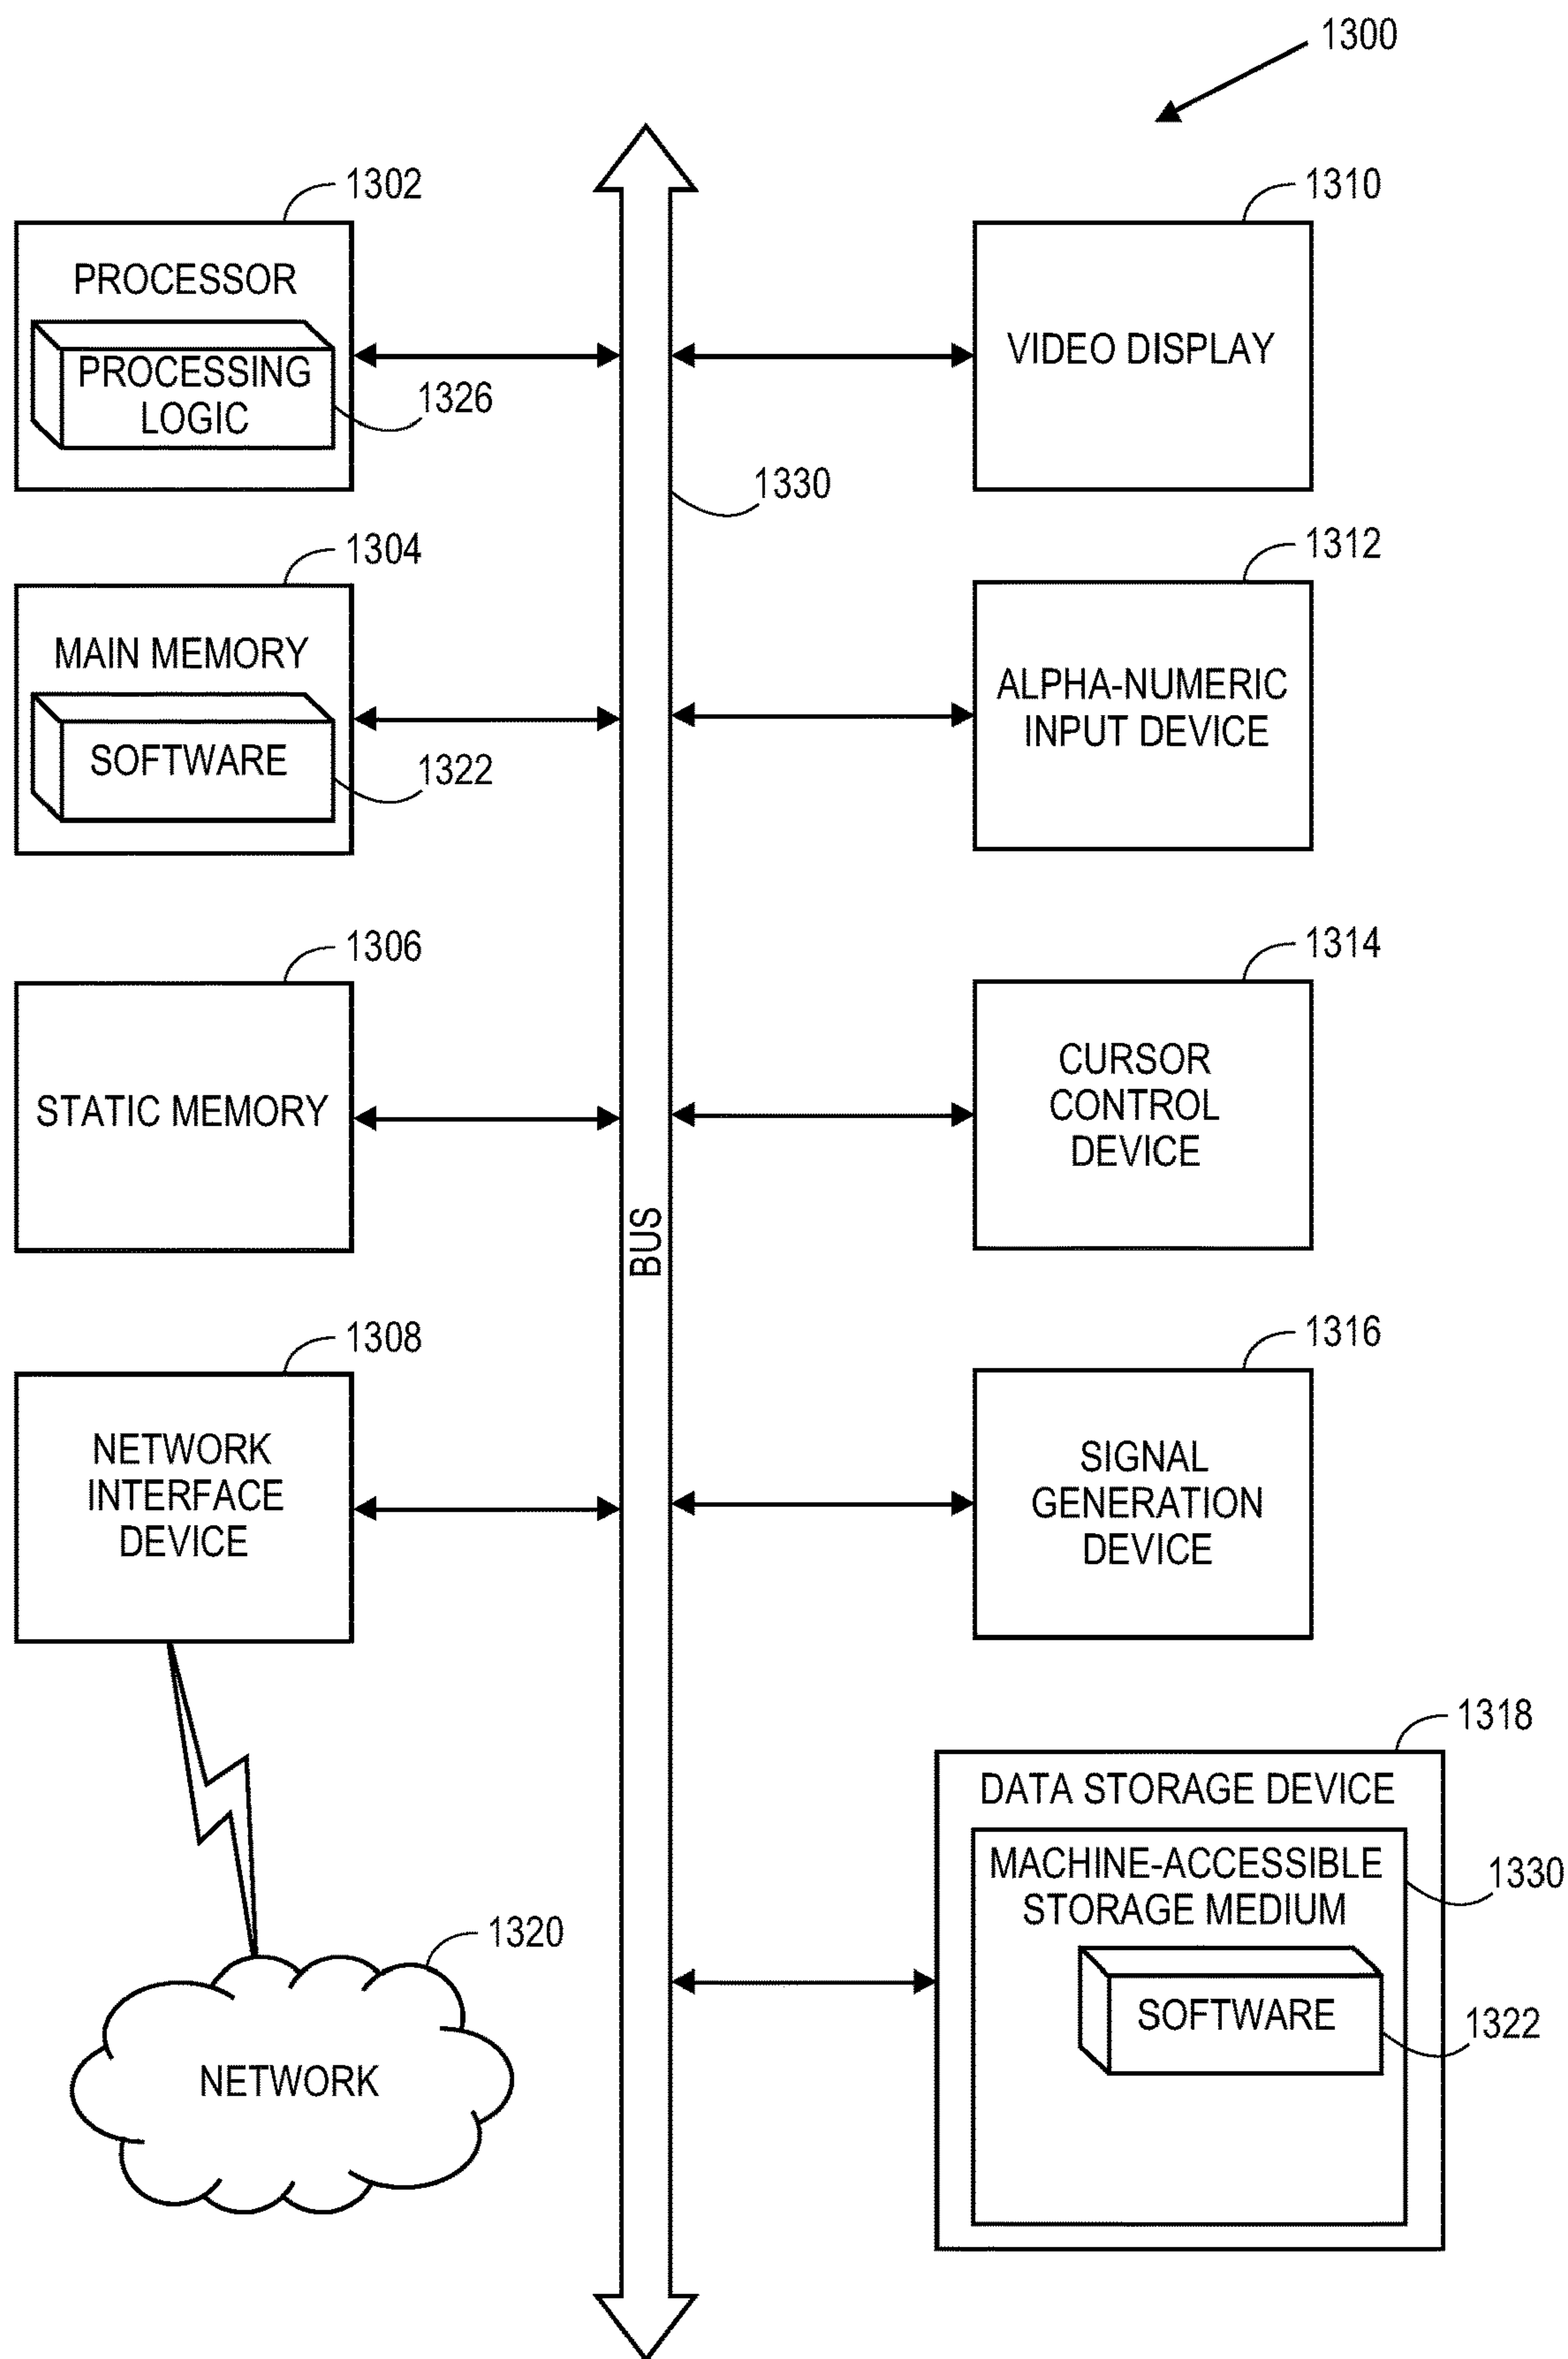 1300
1302
PROCESSOR
PROCESSING
LOGIC
1326
1310
VIDEO DISPLAY
1330
1304
MAIN MEMORY
SOFTWARE
1322
1312
ALPHA-NUMERIC
INPUT DEVICE
1306
STATIC MEMORY
1314
CURSOR
CONTROL
DEVICE
BUS
1308
NETWORK
INTERFACE
DEVICE
1316
SIGNAL
GENERATION
DEVICE
1318
DATA STORAGE DEVICE
MACHINE-ACCESSIBLE
STORAGE MEDIUM
1330
SOFTWARE
1322
1320
NETWORK